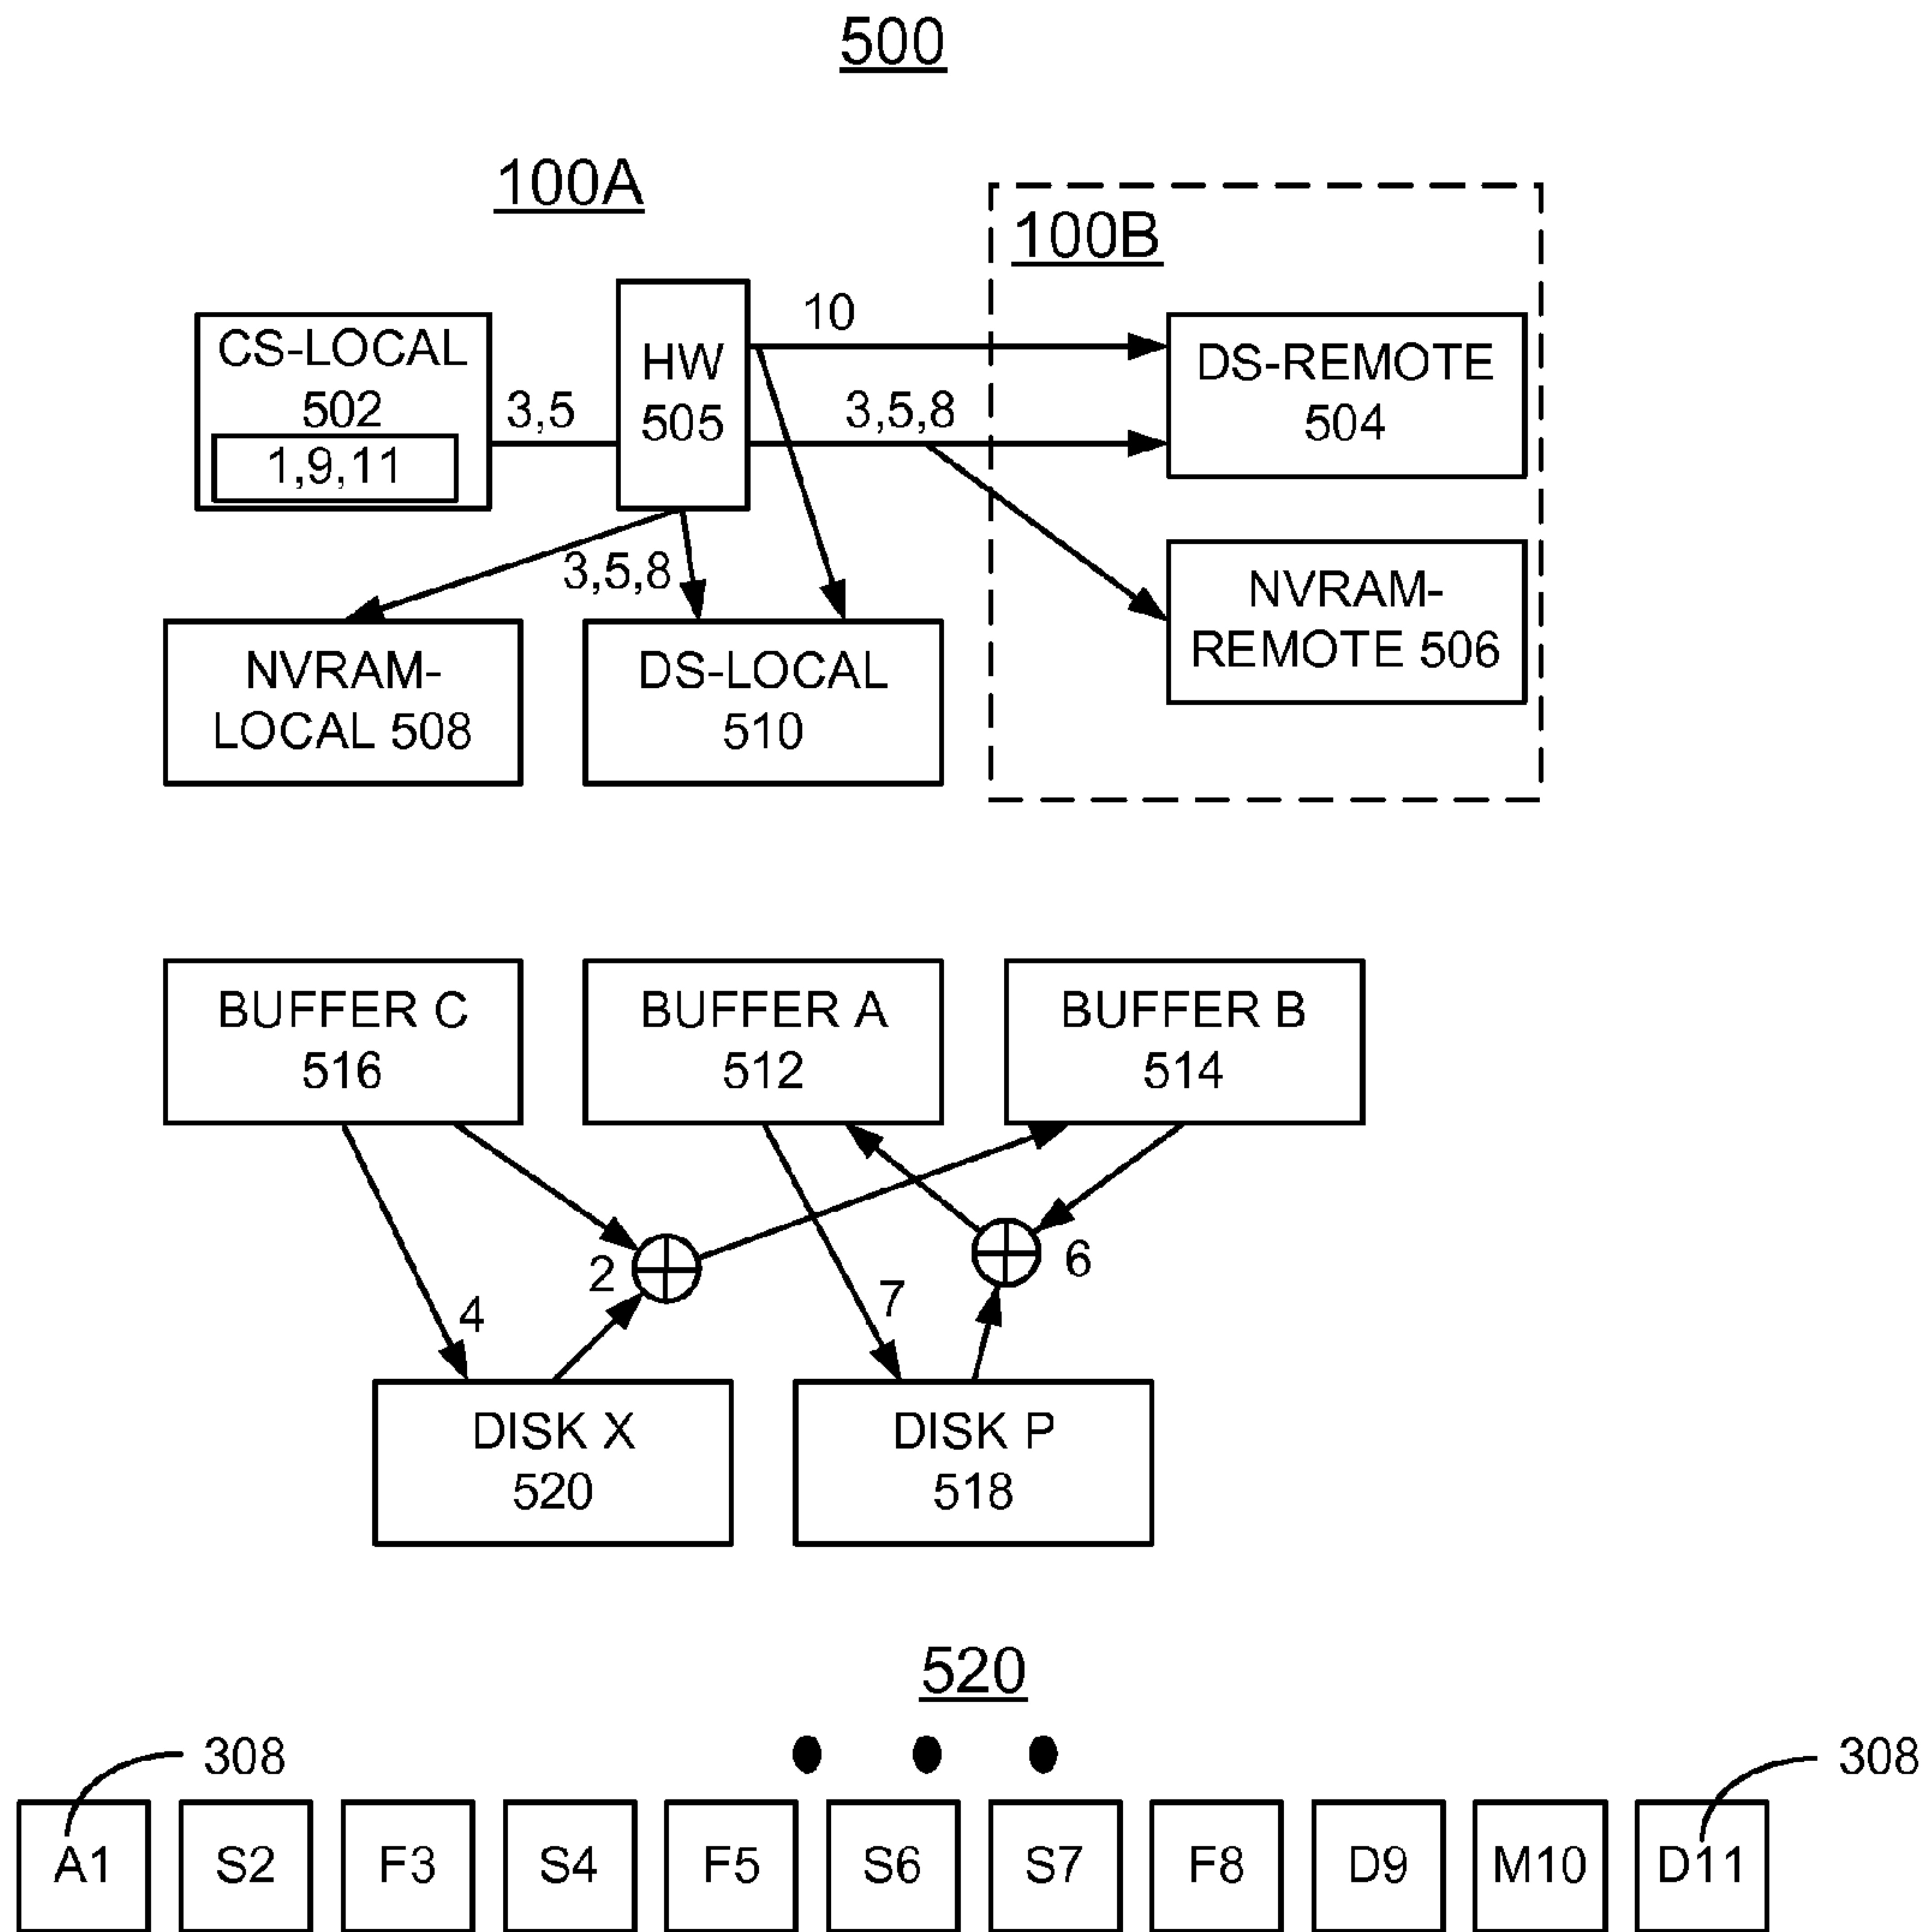 500
100A
100B
CS-LOCAL
502
1,9,11
3,5
HW
505
10
3,5,8
DS-REMOTE
504
3,5,8
NVRAM-
REMOTE 506
NVRAM-
LOCAL 508
DS-LOCAL
510
BUFFER C
516
BUFFER A
512
BUFFER B
514
2
6
4
7
DISK X
520
DISK P
518
520
308
308
A1
S2
F3
S4
F5
S6
S7
F8
D9
M10
D11